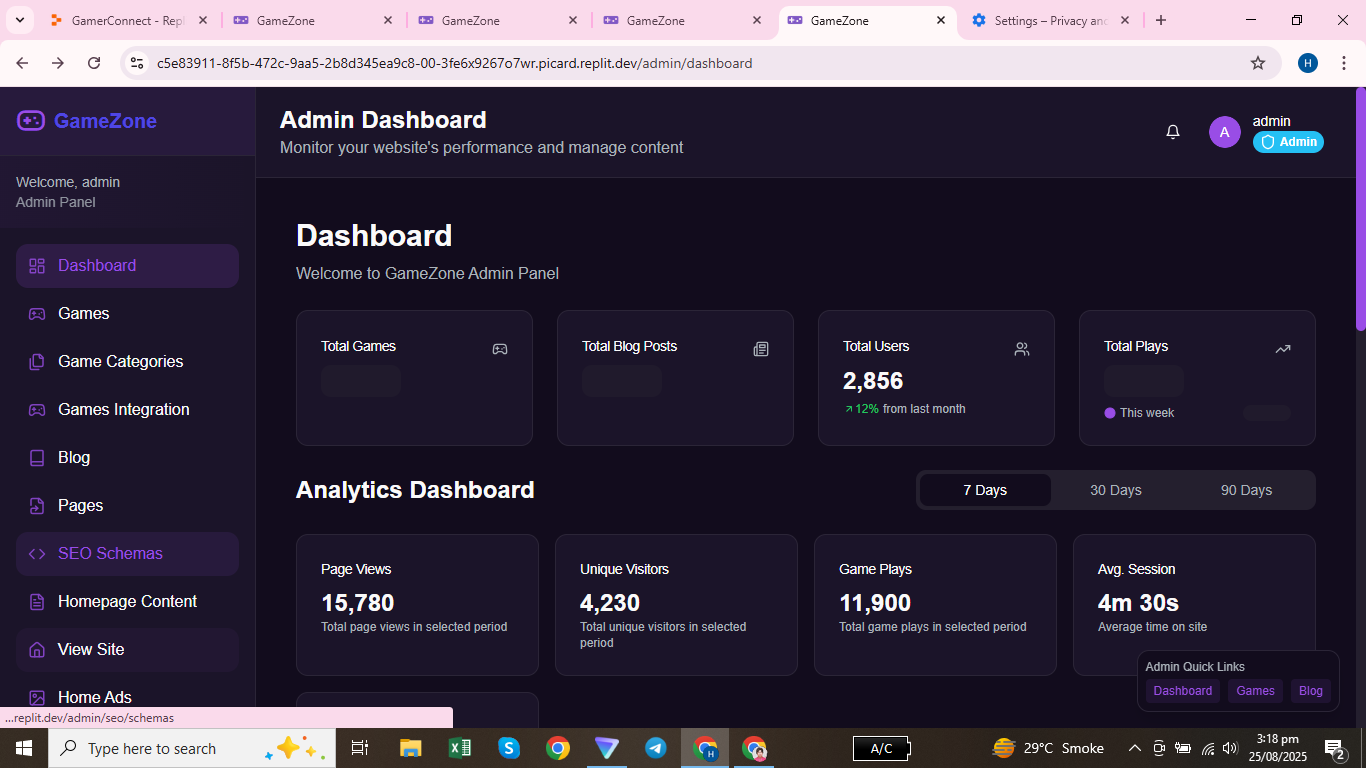 GamerConnect - Repl
GameZone
GameZone
GameZone
GameZone
Settings – Privacy and
c5e83911-8f5b-472c-9aa5-2b8d345ea9c8-00-3fe6x9267o7wr.picard.replit.dev/admin/dashboard
H
GameZone
Welcome, admin
Admin Panel
Dashboard
Games
Game Categories
Games Integration
Blog
Pages
SEO Schemas
Homepage Content
View Site
Home Ads
...replit.dev/admin/seo/schemas
Admin Dashboard
Monitor your website's performance and manage content
A
admin
Admin
Dashboard
Welcome to GameZone Admin Panel
Total Games
Total Blog Posts
Total Users
2,856
12% from last month
Total Plays
This week
Analytics Dashboard
7 Days
30 Days
90 Days
Page Views
15,780
Total page views in selected period
Unique Visitors
4,230
Total unique visitors in selected
period
Game Plays
11,900
Total game plays in selected period
Avg. Session
4m 30s
Average time on site
Admin Quick Links
Dashboard
Games
Blog
Type here to search
H
A/C
29°C Smoke
3:18 pm
25/08/2025
2